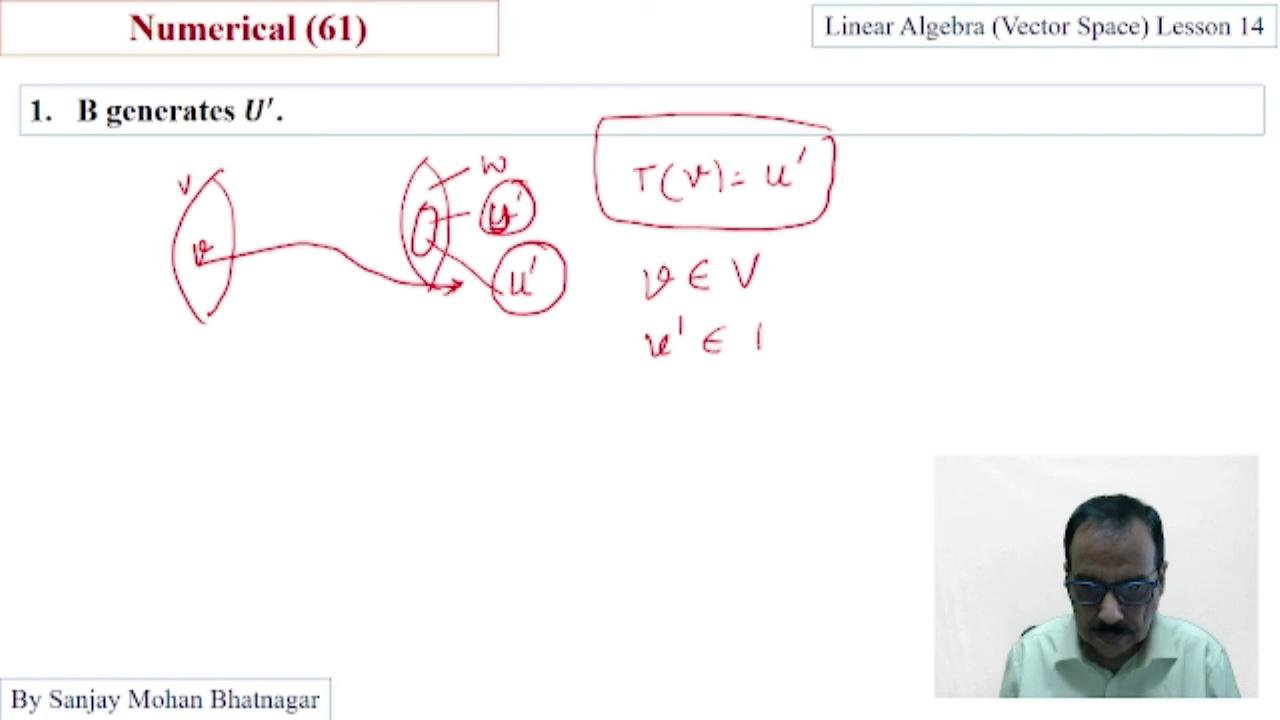 Numerical (61)
Linear Algebra (Vector Space) Lesson 14
1. B generates U′.
V
v
W
U'
u'
T(v) = u'
v ∈ V
u' ∈
By Sanjay Mohan Bhatnagar